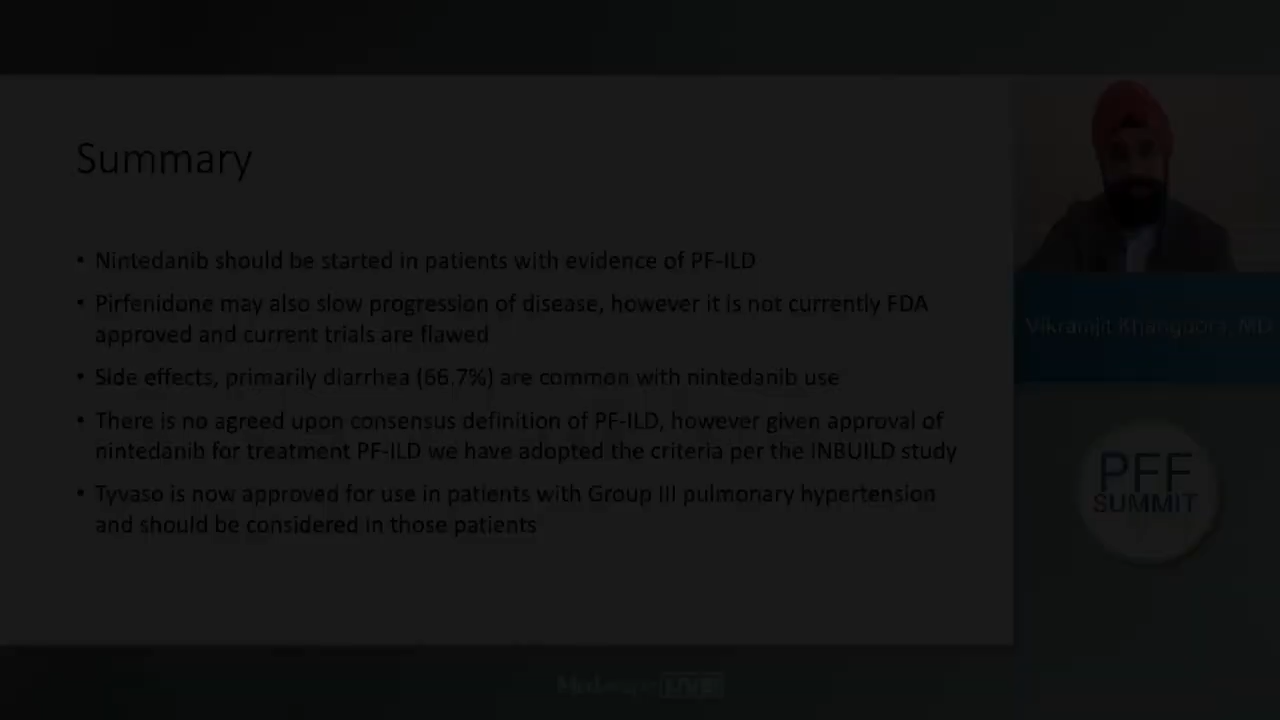 Summary
• Nintedanib should be started in patients with evidence of PF-ILD
• Pirfenidone may also slow progression of disease, however it is not currently FDA
approved and current trials are flawed
• Side effects, primarily diarrhea (66.7%) are common with nintedanib use
• There is no agreed upon consensus definition of PF-ILD, however given approval of
nintedanib for treatment PF-ILD we have adopted the criteria per the INBUILD study
• Tyvaso is now approved for use in patients with Group III pulmonary hypertension
and should be considered in those patients
Vikramjit Khangoora, MD
PFF
SUMMIT
LIVE